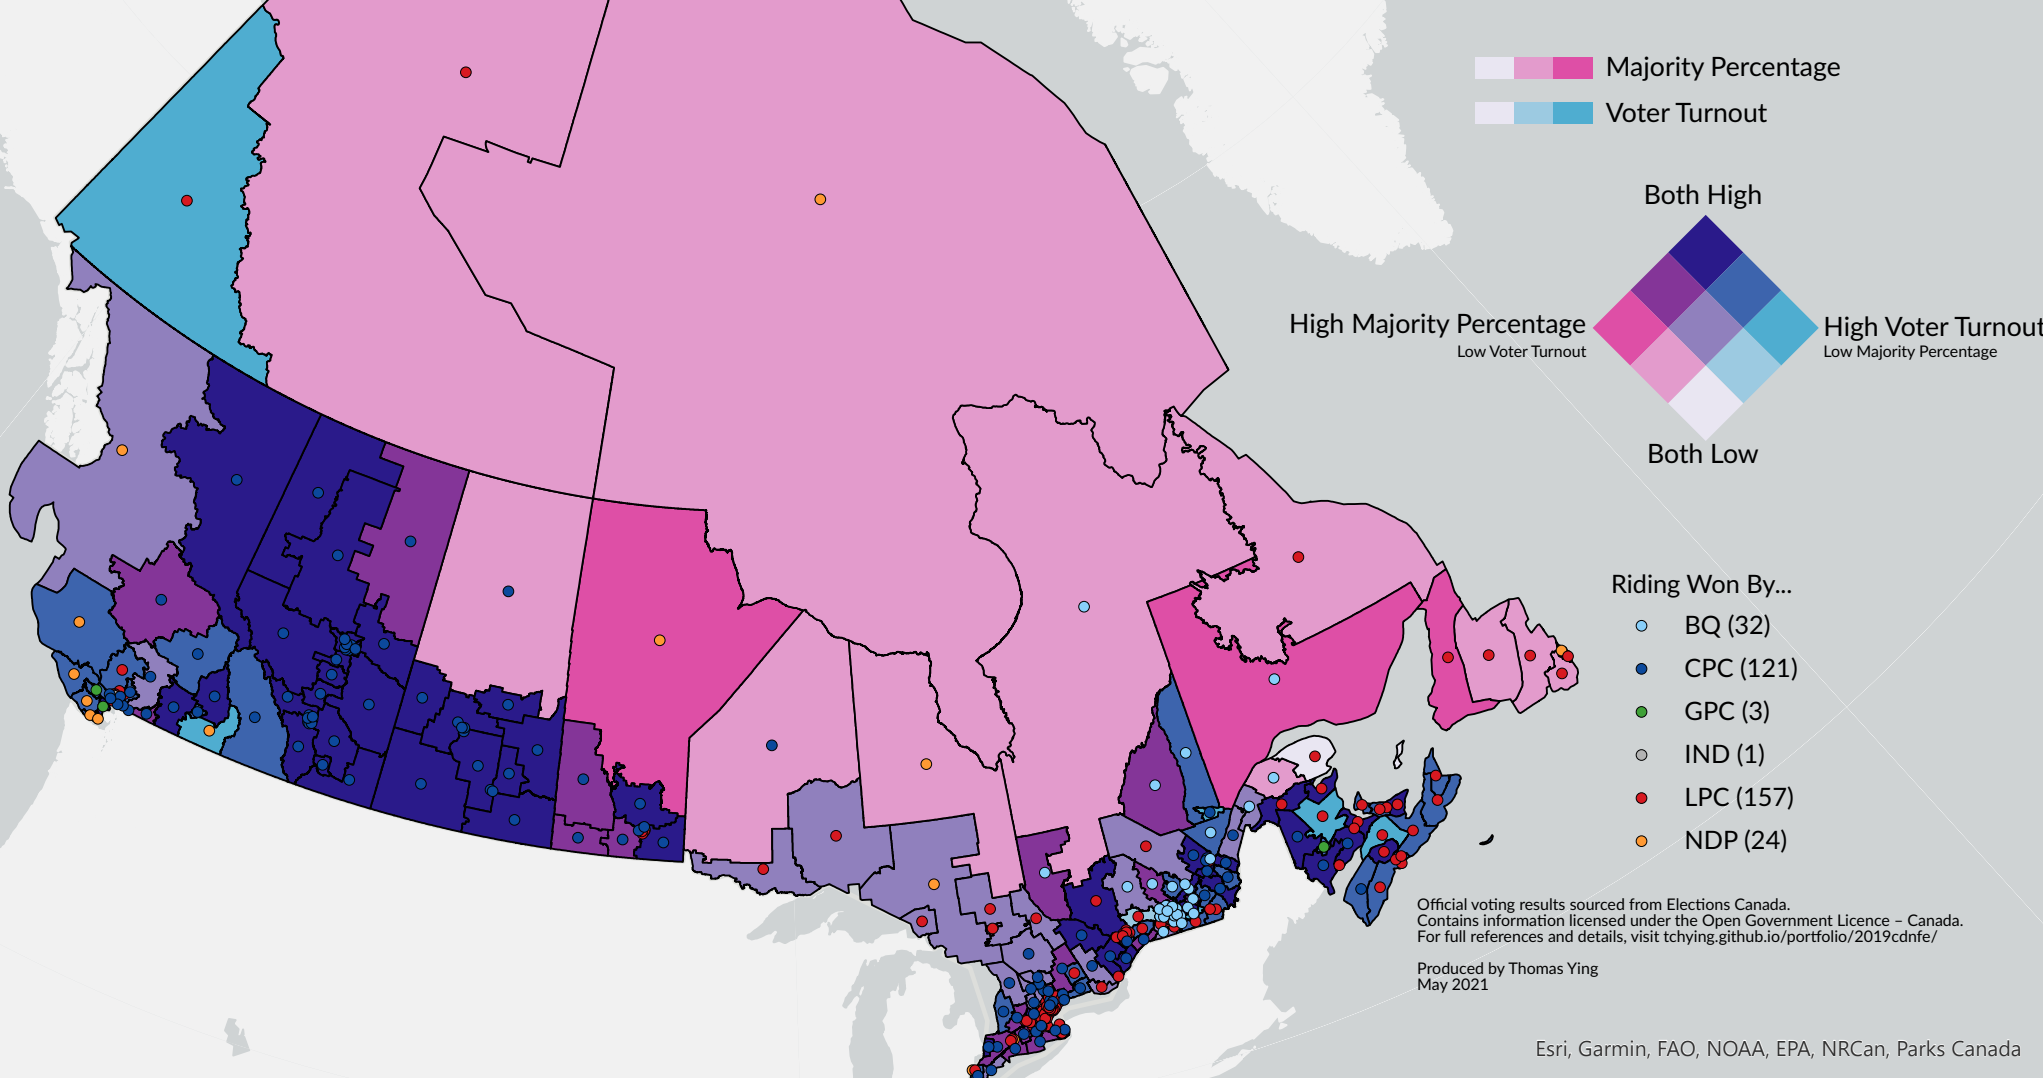 Majority Percentage
Voter Turnout
Both High
High Majority Percentage
Low Voter Turnout
High Voter Turnout
Low Majority Percentage
Both Low
Riding Won By...
BQ (32)
CPC (121)
GPC (3)
IND (1)
LPC (157)
NDP (24)
Official voting results sourced from Elections Canada.
Contains information licensed under the Open Government Licence – Canada.
For full references and details, visit tchying.github.io/portfolio/2019cdnfe/
Produced by Thomas Ying
May 2021
Esri, Garmin, FAO, NOAA, EPA, NRCan, Parks Canada